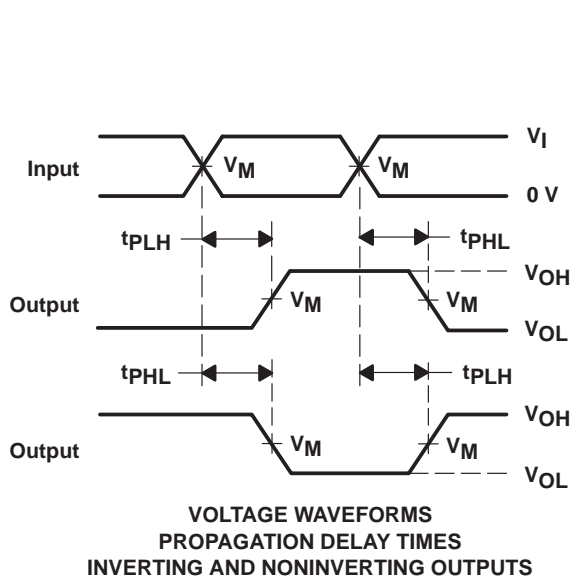 VI
Input VM VM
0 V
tPLH tPHL
VOH
Output VM VM
VOL
tPHL tPLH
VOH
Output VM VM
VOL
VOLTAGE WAVEFORMS
PROPAGATION DELAY TIMES
INVERTING AND NONINVERTING OUTPUTS